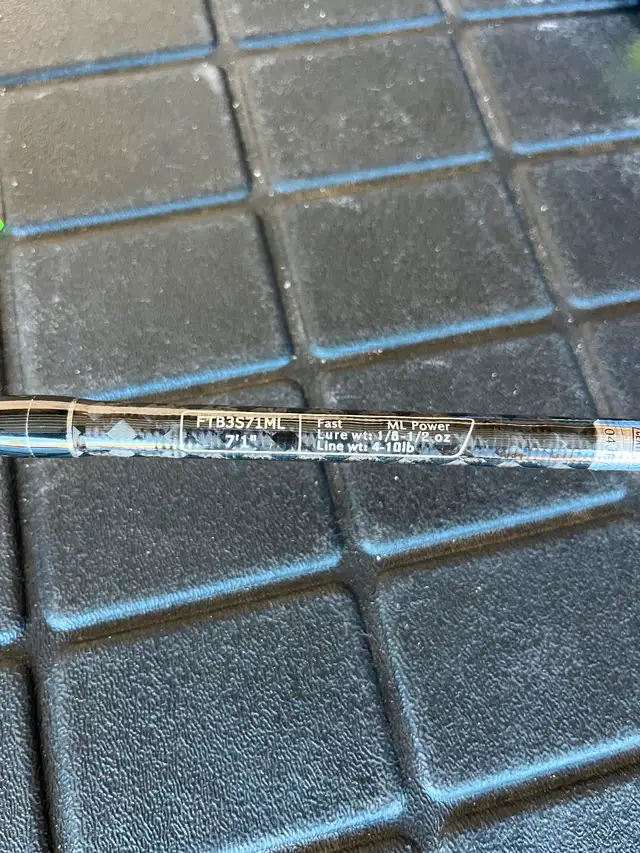 FTB3S71ML
7'1"
Fast ML Power
Lure wt: 1/8-1/2 oz
Line wt: 4-10lb